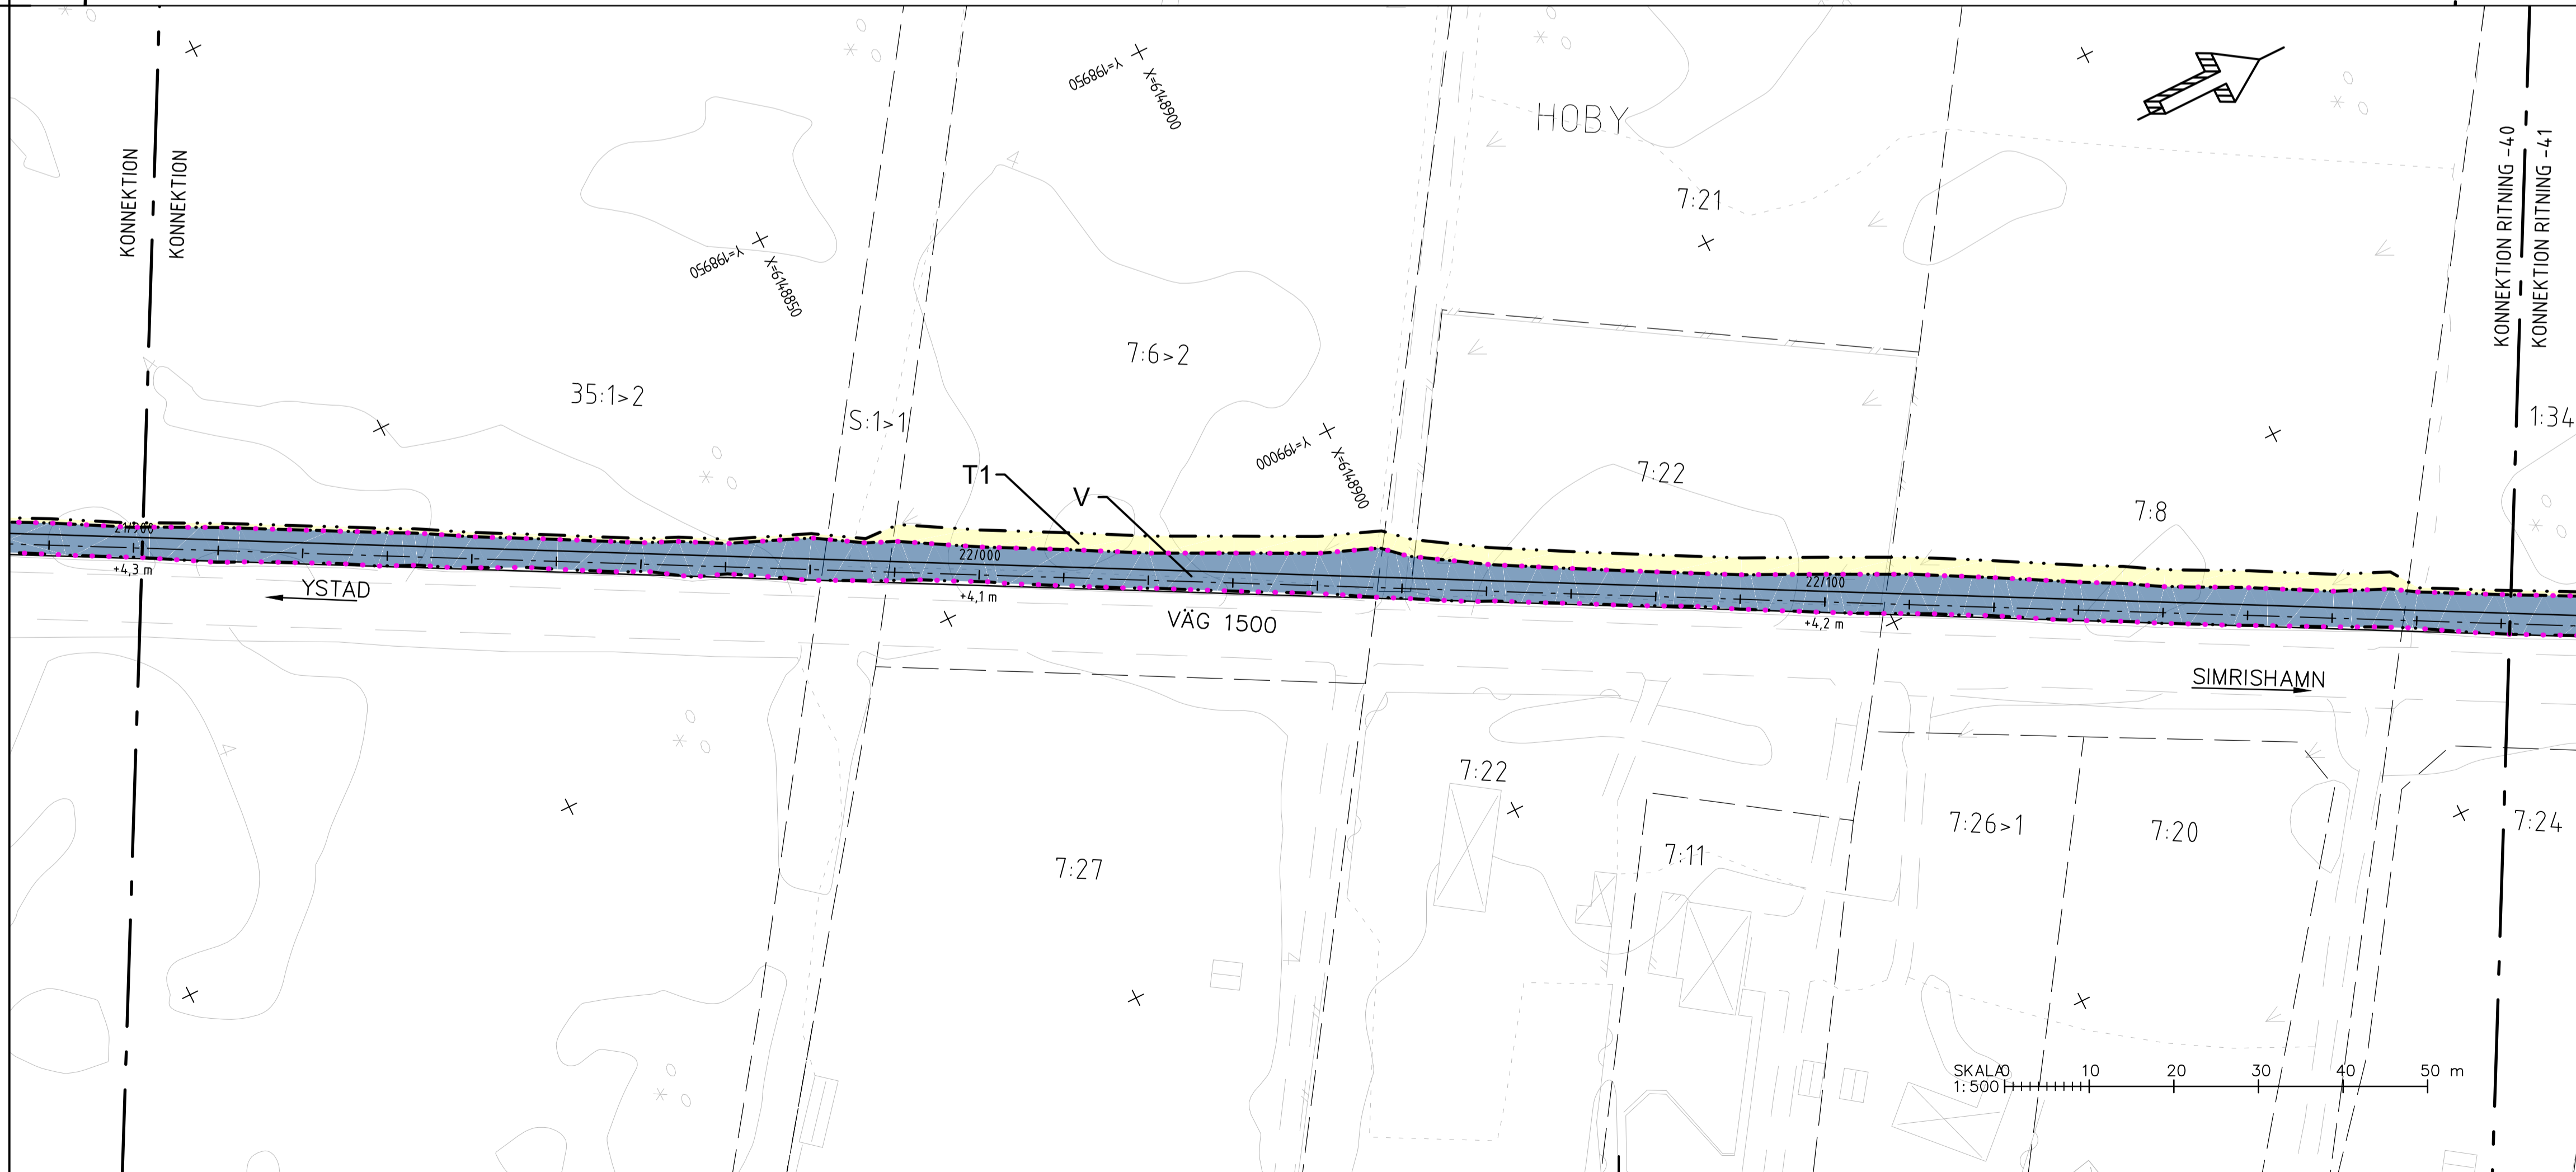 KONNEKTION
KONNEKTION
Y=198950
X=6148900
HOBY
KONNEKTION RITNING -40
KONNEKTION RITNING -41
7:21
Y=198950
X=6148850
7:6>2
35:1>2
S:1>1
1:34
Y=199000
X=6148900
T1
V
7:22
7:8
21/900
22/000
22/100
+4,3 m
+4,1 m
+4,2 m
YSTAD
VÄG 1500
SIMRISHAMN
7:22
7:27
7:11
7:26>1
7:20
7:24
SKALA
1:500
0 10 20 30 40 50 m